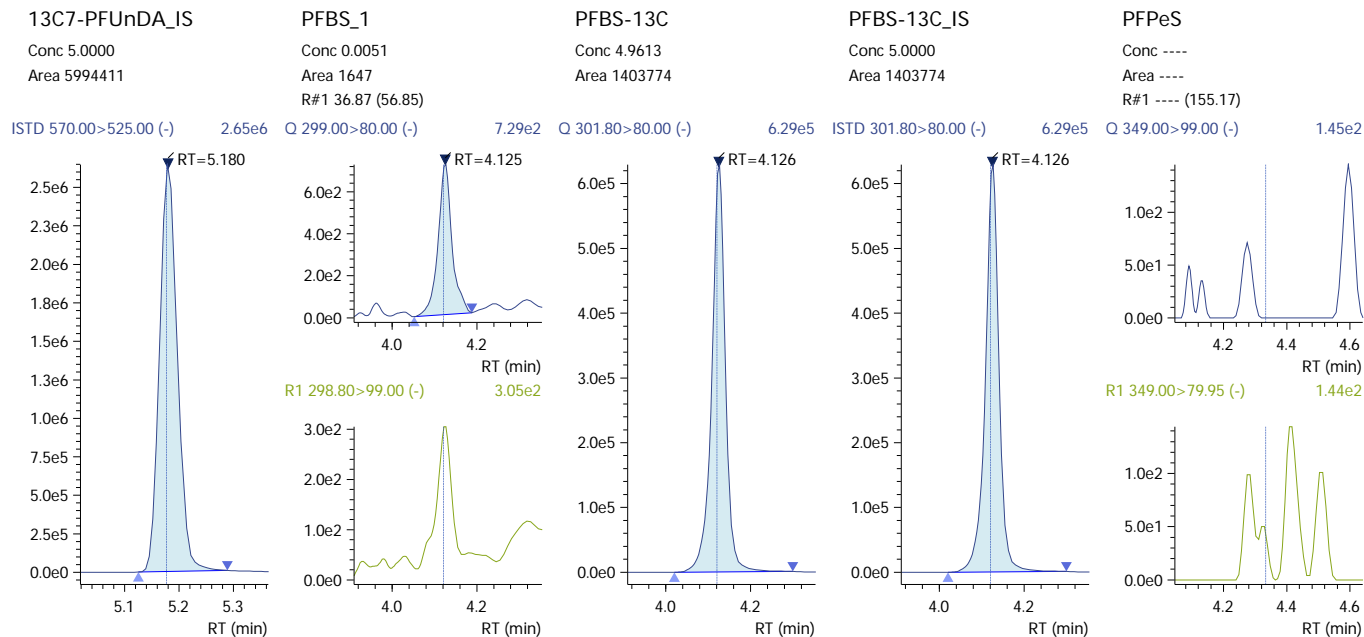 13C7-PFUnDA_IS
Conc 5.0000
Area 5994411
ISTD 570.00>525.00 (-) 2.65e6
RT=5.180
2.5e6
2.3e6
2.0e6
1.8e6
1.5e6
1.3e6
1.0e6
7.5e5
5.0e5
2.5e5
0.0e0
5.1 5.2 5.3
RT (min)
PFBS_1
Conc 0.0051
Area 1647
R#1 36.87 (56.85)
Q 299.00>80.00 (-) 7.29e2
RT=4.125
6.0e2
4.0e2
2.0e2
0.0e0
4.0 4.2
RT (min)
R1 298.80>99.00 (-) 3.05e2
3.0e2
2.0e2
1.0e2
0.0e0
4.0 4.2
RT (min)
PFBS-13C
Conc 4.9613
Area 1403774
Q 301.80>80.00 (-) 6.29e5
RT=4.126
6.0e5
5.0e5
4.0e5
3.0e5
2.0e5
1.0e5
0.0e0
4.0 4.2
RT (min)
PFBS-13C_IS
Conc 5.0000
Area 1403774
ISTD 301.80>80.00 (-) 6.29e5
RT=4.126
6.0e5
5.0e5
4.0e5
3.0e5
2.0e5
1.0e5
0.0e0
4.0 4.2
RT (min)
PFPeS
Conc ----
Area ----
R#1 ---- (155.17)
Q 349.00>99.00 (-) 1.45e2
1.0e2
5.0e1
0.0e0
4.2 4.4 4.6
RT (min)
R1 349.00>79.95 (-) 1.44e2
1.0e2
5.0e1
0.0e0
4.2 4.4 4.6
RT (min)